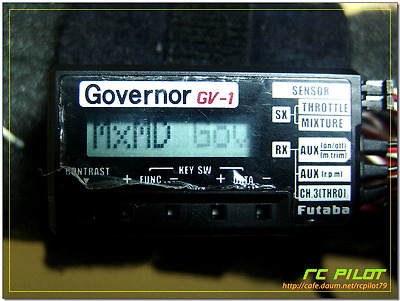 Governor GV-1
MxMD Gov
CONTRAST
KEY SW
+ FUNC −
+ DATA −
SENSOR
SX
THROTTLE
MIXTURE
RX
AUX (on/off)
(m.trim)
AUX (r.p.m)
CH.3(THRO)
Futaba
RC PILOT
http://cafe.daum.net/rcpilot79